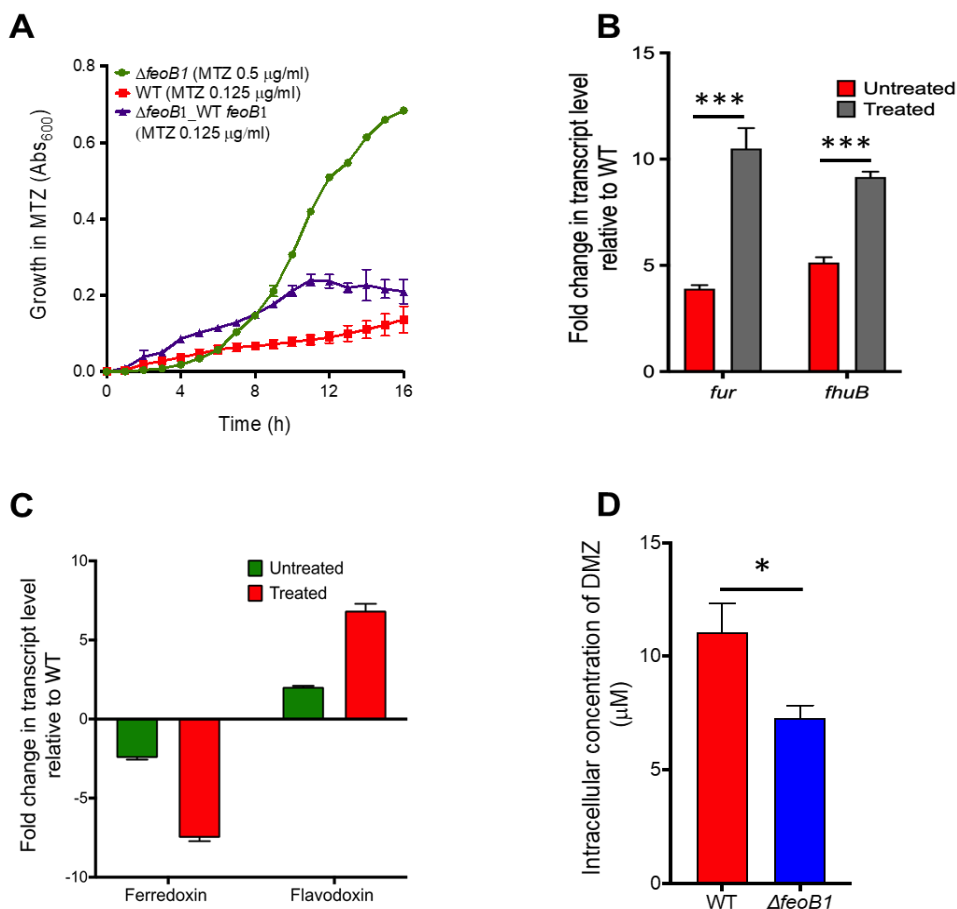 A
Growth in MTZ (Abs600)
0.8
0.6
0.4
0.2
0.0
ΔfeoB1 (MTZ 0.5 μg/ml)
WT (MTZ 0.125 μg/ml)
ΔfeoB1_WT feoB1
(MTZ 0.125 μg/ml)
0 4 8 12 16
Time (h)
B
Fold change in transcript level
relative to WT
15
10
5
0
Untreated
Treated
***
***
fur fhuB
C
Fold change in transcript level
relative to WT
10
5
0
-5
-10
Untreated
Treated
Ferredoxin Flavodoxin
D
Intracellular concentration of DMZ
(μM)
15
10
5
0
*
WT ΔfeoB1